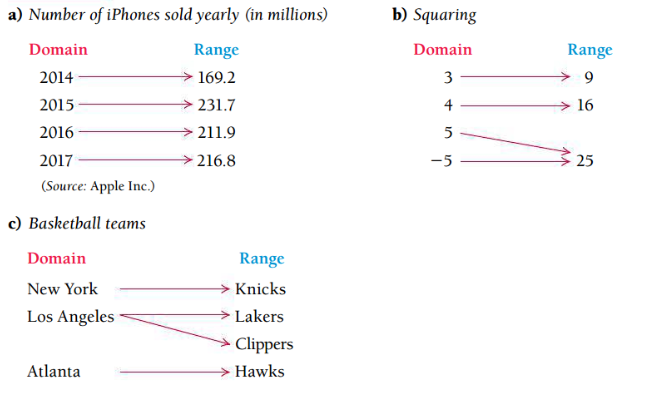 a) Number of iPhones sold yearly (in millions)
Domain Range
2014 169.2
2015 231.7
2016 211.9
2017 216.8
(Source: Apple Inc.)
b) Squaring
Domain Range
3 9
4 16
5
−5 25
c) Basketball teams
Domain Range
New York Knicks
Los Angeles Lakers
Clippers
Atlanta Hawks